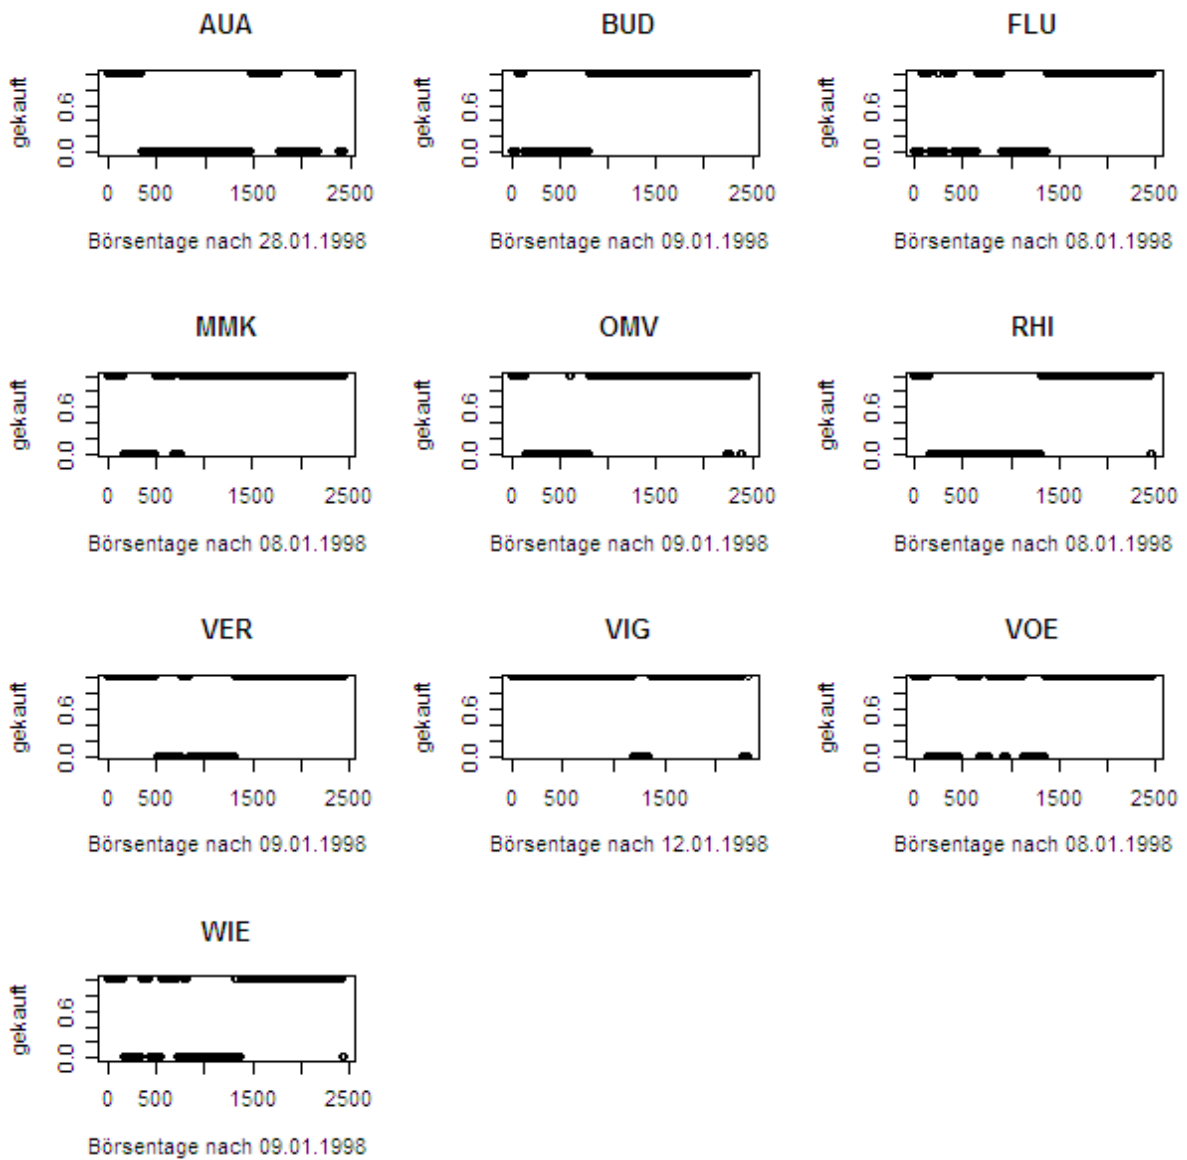 AUA BUD FLU
gekauft 0.0 0.6 gekauft 0.0 0.6 gekauft 0.0 0.6
0 500 1500 2500 0 500 1500 2500 0 500 1500 2500
Börsentage nach 28.01.1998 Börsentage nach 09.01.1998 Börsentage nach 08.01.1998
MMK OMV RHI
gekauft 0.0 0.6 gekauft 0.0 0.6 gekauft 0.0 0.6
0 500 1500 2500 0 500 1500 2500 0 500 1500 2500
Börsentage nach 08.01.1998 Börsentage nach 09.01.1998 Börsentage nach 08.01.1998
VER VIG VOE
gekauft 0.0 0.6 gekauft 0.0 0.6 gekauft 0.0 0.6
0 500 1500 2500 0 500 1500 0 500 1500 2500
Börsentage nach 09.01.1998 Börsentage nach 12.01.1998 Börsentage nach 08.01.1998
WIE
gekauft 0.0 0.6
0 500 1500 2500
Börsentage nach 09.01.1998